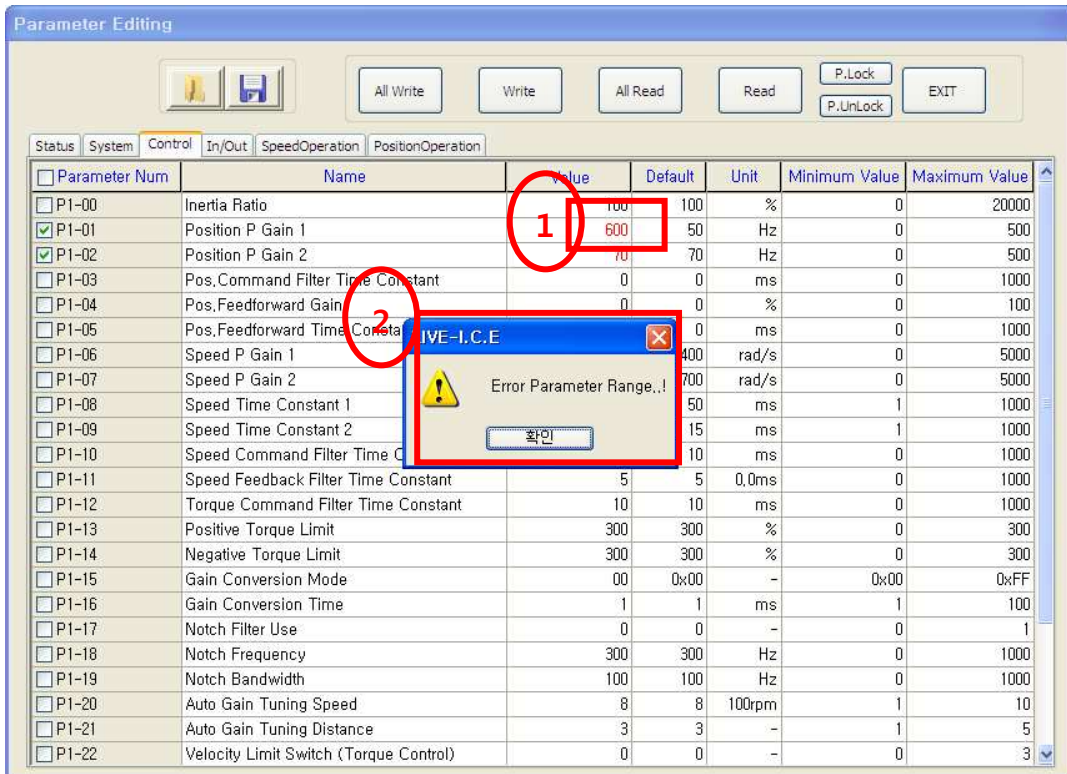 Parameter Editing
All Write Write All Read Read P.Lock P.UnLock EXIT
Status System Control In/Out SpeedOperation PositionOperation
Parameter Num Name Value Default Unit Minimum Value Maximum Value
P1-00 Inertia Ratio 100 100 % 0 20000
P1-01 Position P Gain 1 600 50 Hz 0 500
1
P1-02 Position P Gain 2 70 70 Hz 0 500
P1-03 Pos,Command Filter Time Constant 0 0 ms 0 1000
P1-04 Pos,Feedforward Gain 0 0 % 0 100
2
P1-05 Pos,Feedforward Time 0 ms 0 1000
P1-06 Speed P Gain 1 400 rad/s 0 5000
P1-07 Speed P Gain 2 700 rad/s 0 5000
P1-08 Speed Time Constant 1 50 ms 1 1000
P1-09 Speed Time Constant 2 15 ms 1 1000
P1-10 Speed Command Filter Time 10 ms 0 1000
IVE-I.C.E
Error Parameter Range,,!
확인
P1-11 Speed Feedback Filter Time Constant 5 5 0,0ms 0 1000
P1-12 Torque Command Filter Time Constant 10 10 ms 0 1000
P1-13 Positive Torque Limit 300 300 % 0 300
P1-14 Negative Torque Limit 300 300 % 0 300
P1-15 Gain Conversion Mode 00 0x00 - 0x00 0xFF
P1-16 Gain Conversion Time 1 1 ms 1 100
P1-17 Notch Filter Use 0 0 - 0 1
P1-18 Notch Frequency 300 300 Hz 0 1000
P1-19 Notch Bandwidth 100 100 Hz 0 1000
P1-20 Auto Gain Tuning Speed 8 8 100rpm 1 10
P1-21 Auto Gain Tuning Distance 3 3 - 1 5
P1-22 Velocity Limit Switch (Torque Control) 0 0 - 0 3